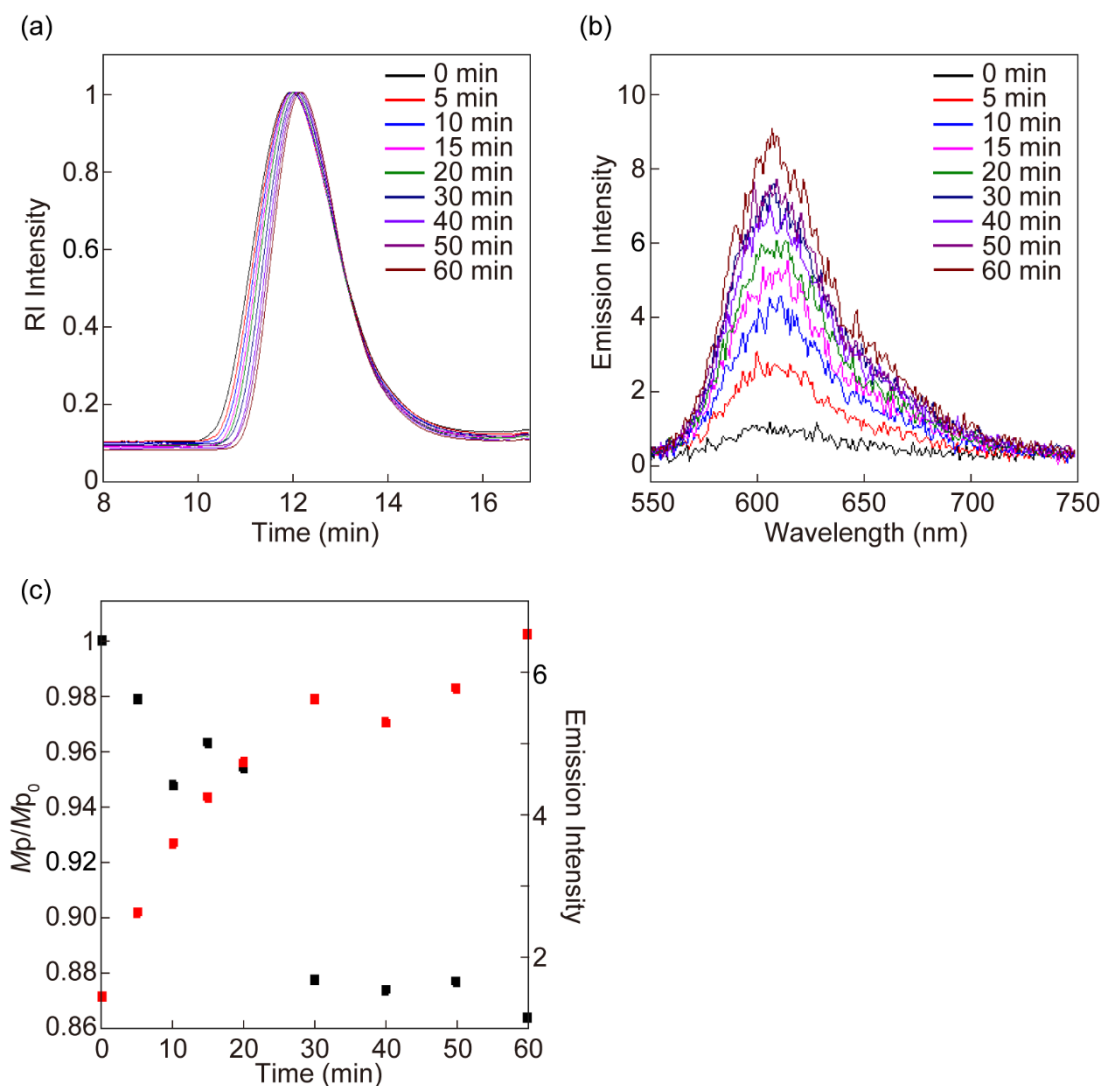 (a)
1
0.8
0.6
0.4
0.2
0
8
10
12
14
16
RI Intensity
Time (min)
0 min
5 min
10 min
15 min
20 min
30 min
40 min
50 min
60 min
(b)
10
8
6
4
2
0
550
600
650
700
750
Emission Intensity
Wavelength (nm)
0 min
5 min
10 min
15 min
20 min
30 min
40 min
50 min
60 min
(c)
1
0.98
0.96
0.94
0.92
0.90
0.88
0.86
0
10
20
30
40
50
60
Mp/Mp0
Time (min)
6
4
2
Emission Intensity